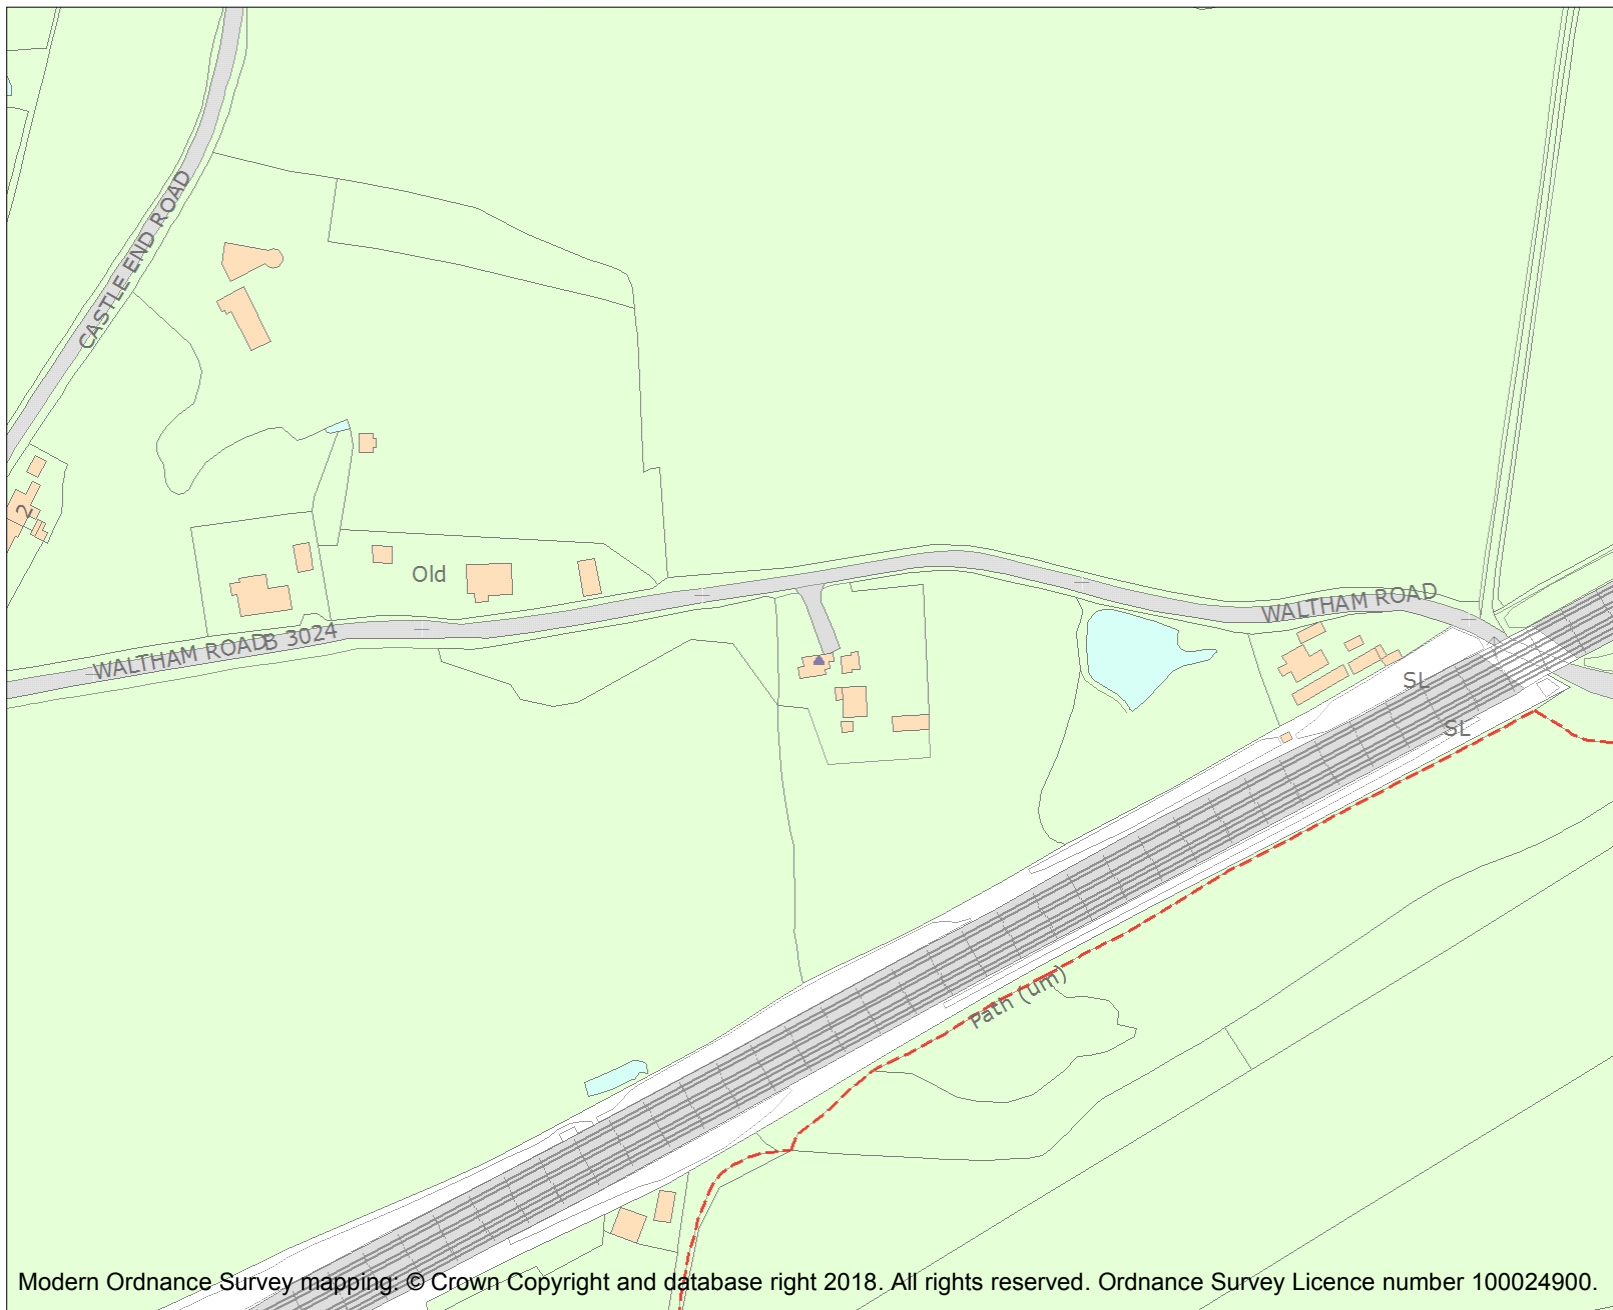 CASTLE END ROAD
2
Old
WALTHAM ROAD
B 3024
WALTHAM ROAD
SL
SL
Path (um)
Modern Ordnance Survey mapping: © Crown Copyright and database right 2018. All rights reserved. Ordnance Survey Licence number 100024900.